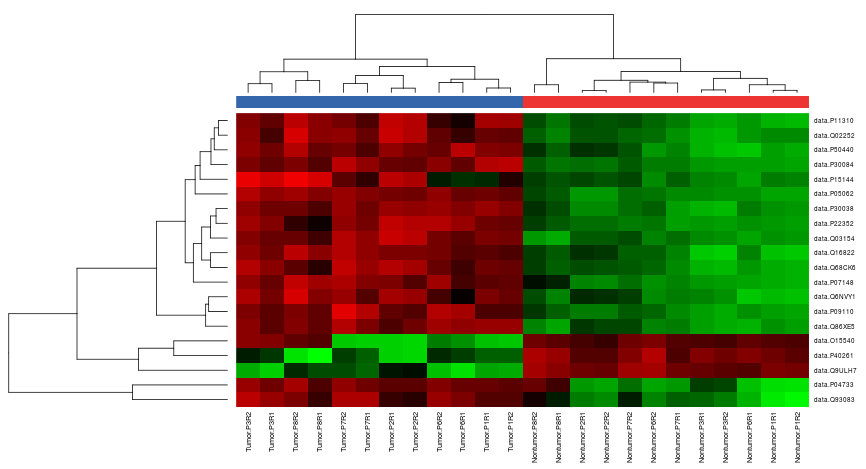 data.P11310
data.Q02252
data.P50440
data.P30084
data.P15144
data.P05062
data.P30038
data.P22352
data.Q03154
data.Q16822
data.Q68CK6
data.P07148
data.Q6NVY1
data.P09110
data.Q86XE5
data.O15540
data.P40261
data.Q9ULH7
data.P04733
data.Q93083
Tumor.P3R2
Tumor.P3R1
Tumor.P8R2
Tumor.P8R1
Tumor.P7R2
Tumor.P7R1
Tumor.P2R1
Tumor.P2R2
Tumor.P6R2
Tumor.P6R1
Tumor.P1R1
Tumor.P1R2
Nontumor.P8R2
Nontumor.P8R1
Nontumor.P2R1
Nontumor.P2R2
Nontumor.P7R2
Nontumor.P6R2
Nontumor.P7R1
Nontumor.P3R1
Nontumor.P3R2
Nontumor.P6R1
Nontumor.P1R1
Nontumor.P1R2